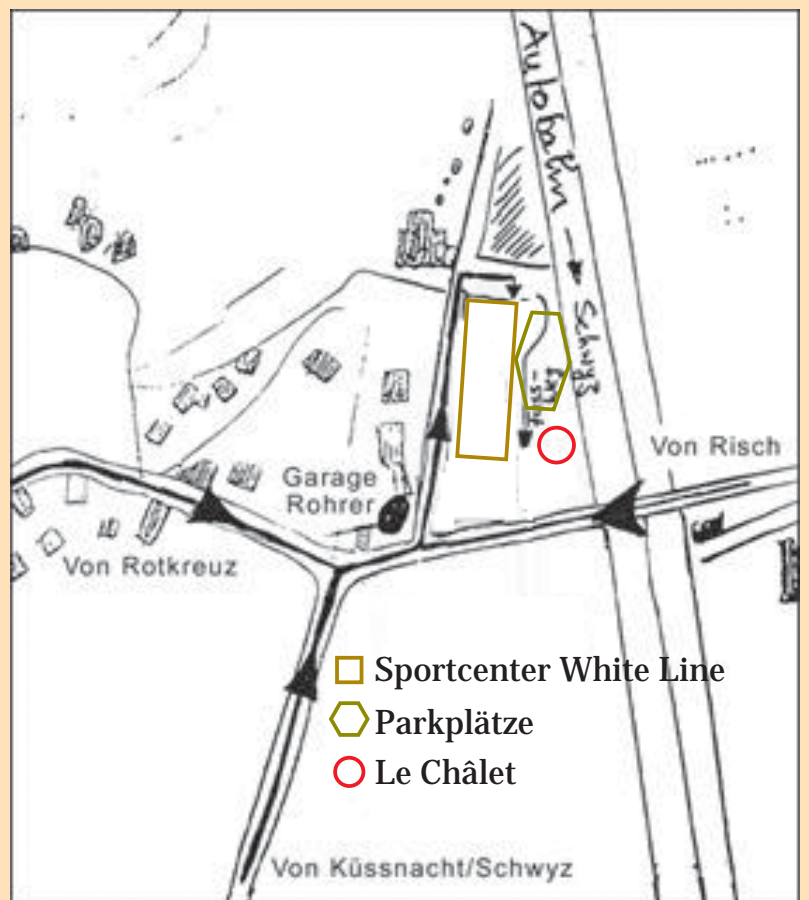 Autobahn → Schwyz
Von Risch
Garage
Rohrer
Von Rotkreuz
Sportcenter White Line
Parkplätze
Le Châlet
Von Küssnacht/Schwyz